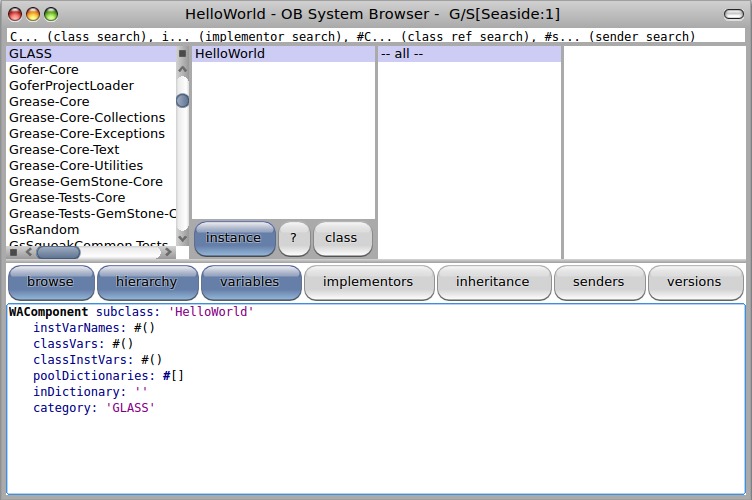 HelloWorld - OB System Browser -  G/S[Seaside:1]
C... (class search), i... (implementor search), #C... (class ref search), #s... (sender search)
GLASS
Gofer-Core
GoferProjectLoader
Grease-Core
Grease-Core-Collections
Grease-Core-Exceptions
Grease-Core-Text
Grease-Core-Utilities
Grease-GemStone-Core
Grease-Tests-Core
Grease-Tests-GemStone-C
GsRandom
GsSqueakCommon-Tests
HelloWorld
-- all --
instance ? class
browse hierarchy variables implementors inheritance senders versions
WAComponent subclass: 'HelloWorld'
instVarNames: #()
classVars: #()
classInstVars: #()
poolDictionaries: #[]
inDictionary: ''
category: 'GLASS'